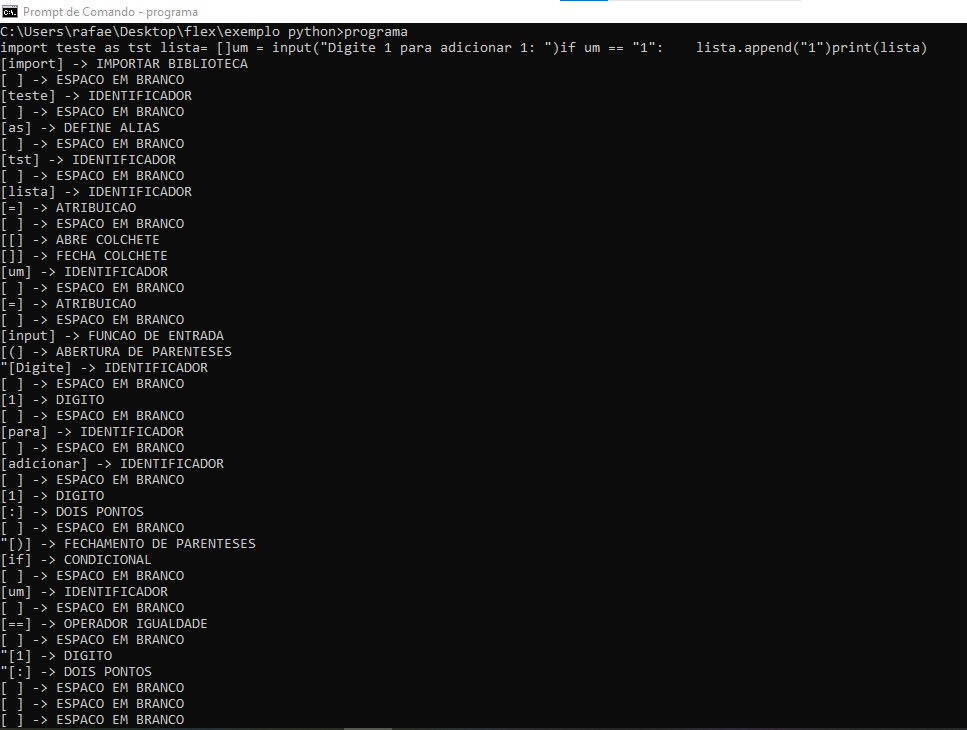 Prompt de Comando - programa
C:\Users\rafae\Desktop\flex\exemplo python>programa
import teste as tst lista= []um = input("Digite 1 para adicionar 1: ")if um == "1":    lista.append("1")print(lista)
[import] -> IMPORTAR BIBLIOTECA
[ ] -> ESPACO EM BRANCO
[teste] -> IDENTIFICADOR
[ ] -> ESPACO EM BRANCO
[as] -> DEFINE ALIAS
[ ] -> ESPACO EM BRANCO
[tst] -> IDENTIFICADOR
[ ] -> ESPACO EM BRANCO
[lista] -> IDENTIFICADOR
[=] -> ATRIBUICAO
[ ] -> ESPACO EM BRANCO
[[] -> ABRE COLCHETE
[]] -> FECHA COLCHETE
[um] -> IDENTIFICADOR
[ ] -> ESPACO EM BRANCO
[=] -> ATRIBUICAO
[ ] -> ESPACO EM BRANCO
[input] -> FUNCAO DE ENTRADA
[(] -> ABERTURA DE PARENTESES
"[Digite] -> IDENTIFICADOR
[ ] -> ESPACO EM BRANCO
[1] -> DIGITO
[ ] -> ESPACO EM BRANCO
[para] -> IDENTIFICADOR
[ ] -> ESPACO EM BRANCO
[adicionar] -> IDENTIFICADOR
[ ] -> ESPACO EM BRANCO
[1] -> DIGITO
[:] -> DOIS PONTOS
[ ] -> ESPACO EM BRANCO
"[)] -> FECHAMENTO DE PARENTESES
[if] -> CONDICIONAL
[ ] -> ESPACO EM BRANCO
[um] -> IDENTIFICADOR
[ ] -> ESPACO EM BRANCO
[==] -> OPERADOR IGUALDADE
[ ] -> ESPACO EM BRANCO
"[1] -> DIGITO
"[:] -> DOIS PONTOS
[ ] -> ESPACO EM BRANCO
[ ] -> ESPACO EM BRANCO
[ ] -> ESPACO EM BRANCO